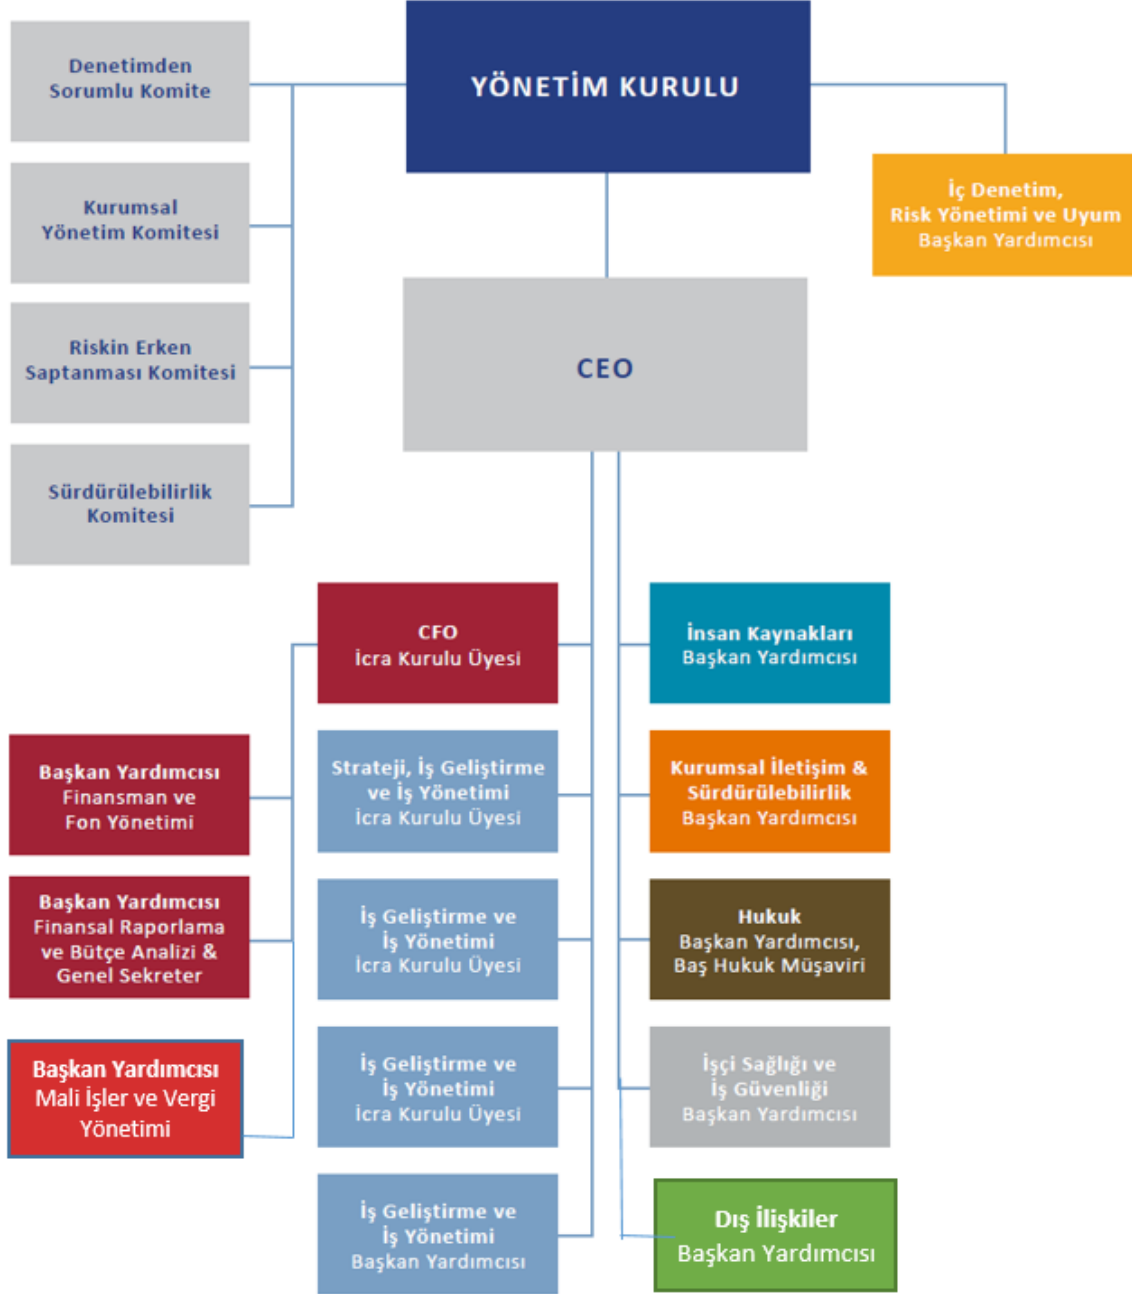 YÖNETİM KURULU
Denetimden
Sorumlu Komite
Kurumsal
Yönetim Komitesi
Riskin Erken
Saptanması Komitesi
Sürdürülebilirlik
Komitesi
İç Denetim,
Risk Yönetimi ve Uyum
Başkan Yardımcısı
CEO
CFO
İcra Kurulu Üyesi
Başkan Yardımcısı
Finansman ve
Fon Yönetimi
Başkan Yardımcısı
Finansal Raporlama
ve Bütçe Analizi &
Genel Sekreter
Başkan Yardımcısı
Mali İşler ve Vergi
Yönetimi
Strateji, İş Geliştirme
ve İş Yönetimi
İcra Kurulu Üyesi
İş Geliştirme ve
İş Yönetimi
İcra Kurulu Üyesi
İş Geliştirme ve
İş Yönetimi
İcra Kurulu Üyesi
İş Geliştirme ve
İş Yönetimi
Başkan Yardımcısı
İnsan Kaynakları
Başkan Yardımcısı
Kurumsal İletişim &
Sürdürülebilirlik
Başkan Yardımcısı
Hukuk
Başkan Yardımcısı,
Baş Hukuk Müşaviri
İşçi Sağlığı ve
İş Güvenliği
Başkan Yardımcısı
Dış İlişkiler
Başkan Yardımcısı